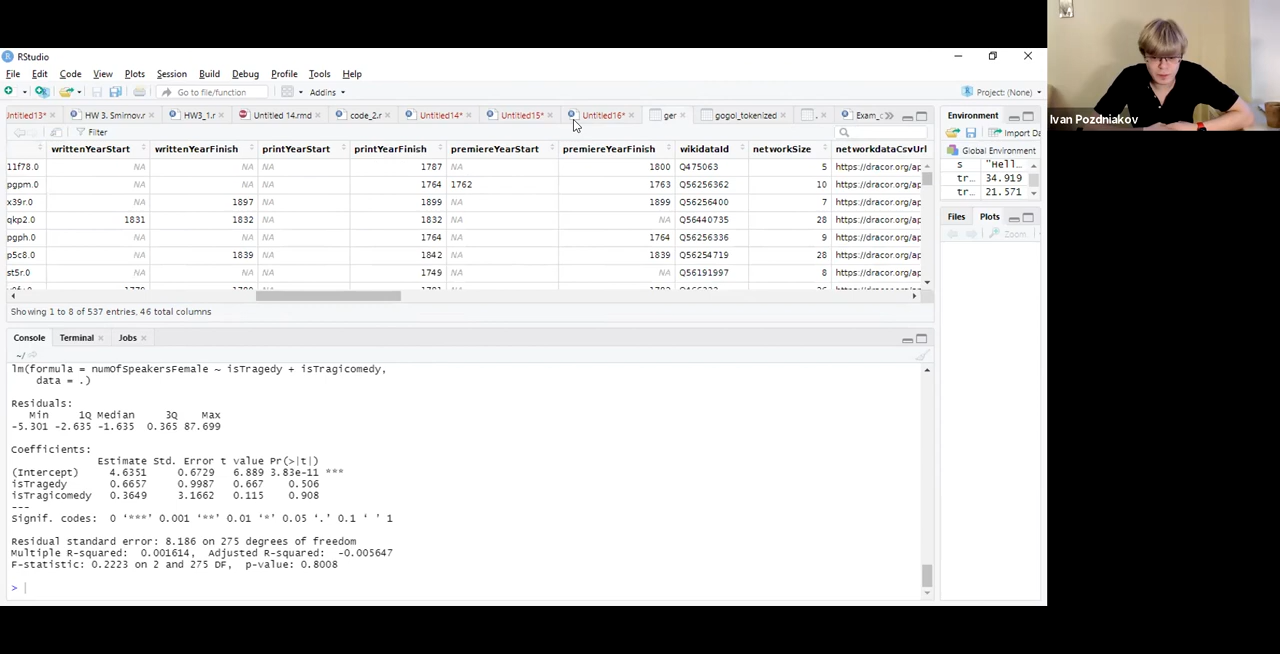 RStudio
File Edit Code View Plots Session Build Debug Profile Tools Help
Go to file/function Addins Project: (None)
Untitled13* HW 3. Smirnov.r HW3_1.r Untitled 14.rmd code_2.r Untitled14* Untitled15* Untitled16* ger gogol_tokenized Exam_c
Filter
writtenYearStart writtenYearFinish printYearStart printYearFinish premiereYearStart premiereYearFinish wikidataId networkSize networkdataCsvUrl
11f78.0 NA NA NA 1787 NA 1800 Q475063 5 https://dracor.org/ap
pgpm.0 NA NA NA 1764 1762 1763 Q56256362 10 https://dracor.org/ap
x39r.0 NA 1897 NA 1899 NA 1899 Q56256400 7 https://dracor.org/ap
qkp2.0 1831 1832 NA 1832 NA NA Q56440735 28 https://dracor.org/ap
pgph.0 NA NA NA 1764 NA 1764 Q56256336 9 https://dracor.org/ap
p5c8.0 NA 1839 NA 1842 NA 1839 Q56254719 28 https://dracor.org/ap
st5r.0 NA NA NA 1749 NA NA Q56191997 8 https://dracor.org/ap
Showing 1 to 8 of 537 entries, 46 total columns
Console Terminal Jobs
~/
lm(formula = numOfSpeakersFemale ~ isTragedy + isTragicomedy,
data = .)
Residuals:
Min 1Q Median 3Q Max
-5.301 -2.635 -1.635 0.365 87.699
Coefficients:
Estimate Std. Error t value Pr(>|t|)
(Intercept) 4.6351 0.6729 6.889 3.83e-11 ***
isTragedy 0.6657 0.9987 0.667 0.506
isTragicomedy 0.3649 3.1662 0.115 0.908
---
Signif. codes: 0 ‘***’ 0.001 ‘**’ 0.01 ‘*’ 0.05 ‘.’ 0.1 ‘ ’ 1
Residual standard error: 8.186 on 275 degrees of freedom
Multiple R-squared: 0.001614, Adjusted R-squared: -0.005647
F-statistic: 0.2223 on 2 and 275 DF, p-value: 0.8008
>
Environment
Import Da
Global Environment
s "Hell…
tr… 34.919
tr… 21.571
Files Plots
Zoom
Ivan Pozdniakov